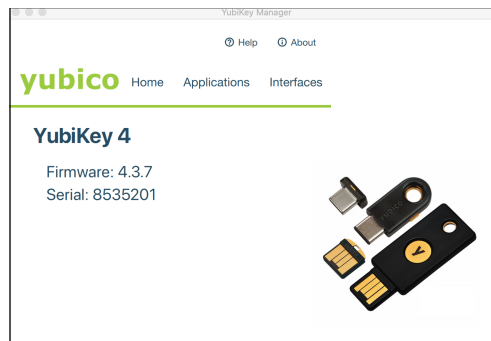 YubiKey Manager
Help About
yubico Home Applications Interfaces
YubiKey 4
Firmware: 4.3.7
Serial: 8535201
y